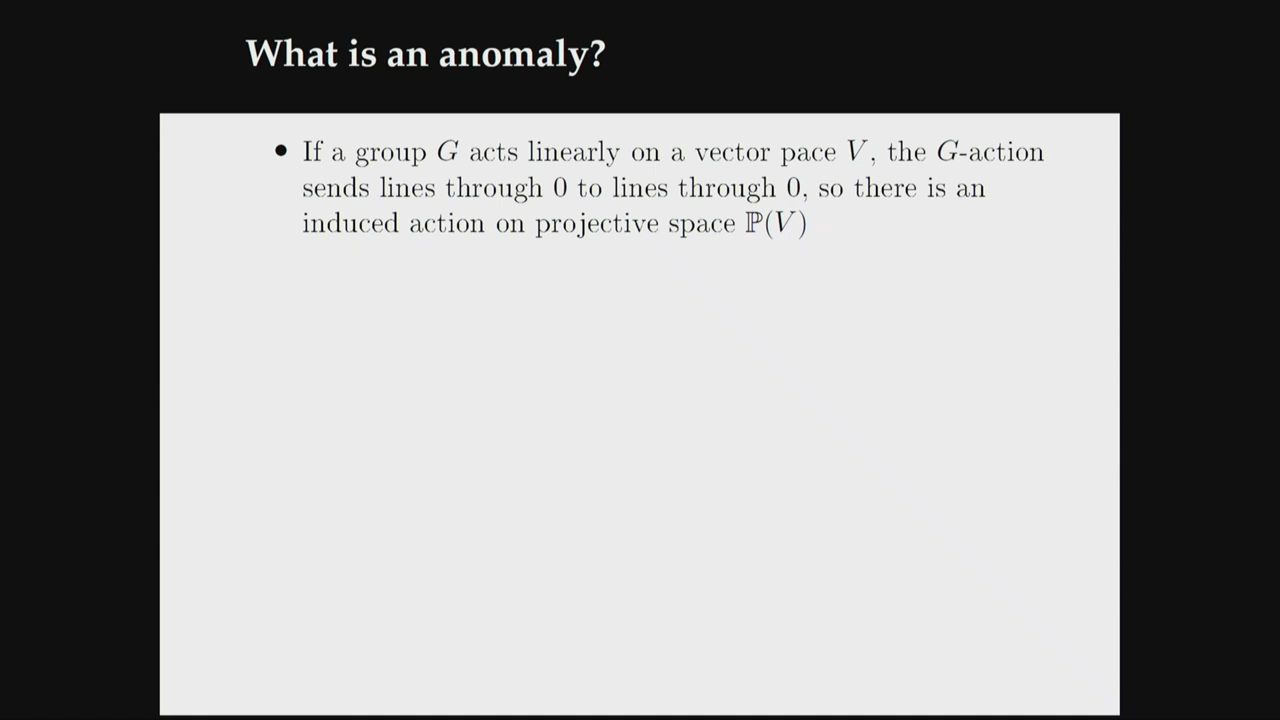 What is an anomaly?
• If a group G acts linearly on a vector pace V, the G-action
sends lines through 0 to lines through 0, so there is an
induced action on projective space ℙ(V)